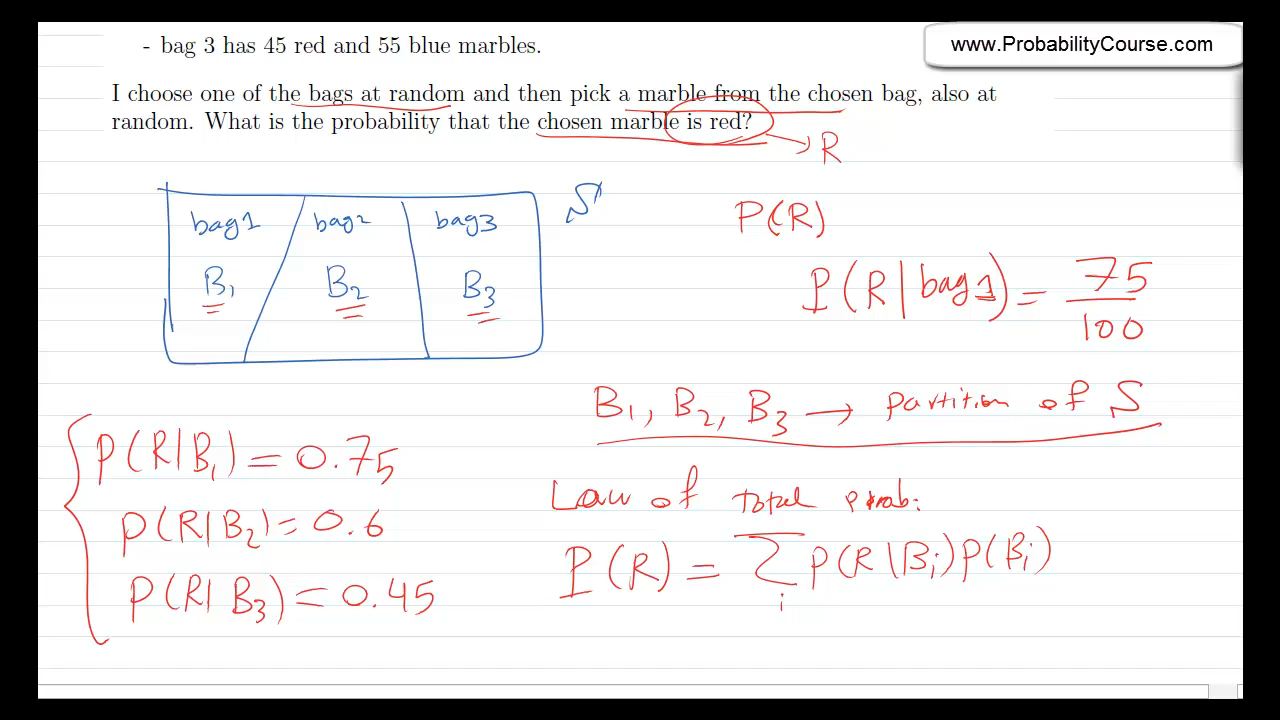 - bag 3 has 45 red and 55 blue marbles.
www.ProbabilityCourse.com
I choose one of the bags at random and then pick a marble from the chosen bag, also at
random. What is the probability that the chosen marble is red?
R
bag1 bag2 bag3 S
B₁ B₂ B₃
P(R)
P(R|bag1) = 75/100
B₁, B₂, B₃ → partition of S
P(R|B₁) = 0.75
P(R|B₂) = 0.6
P(R|B₃) = 0.45
Law of total prob:
P(R) = ∑ᵢ P(R|Bᵢ)P(Bᵢ)